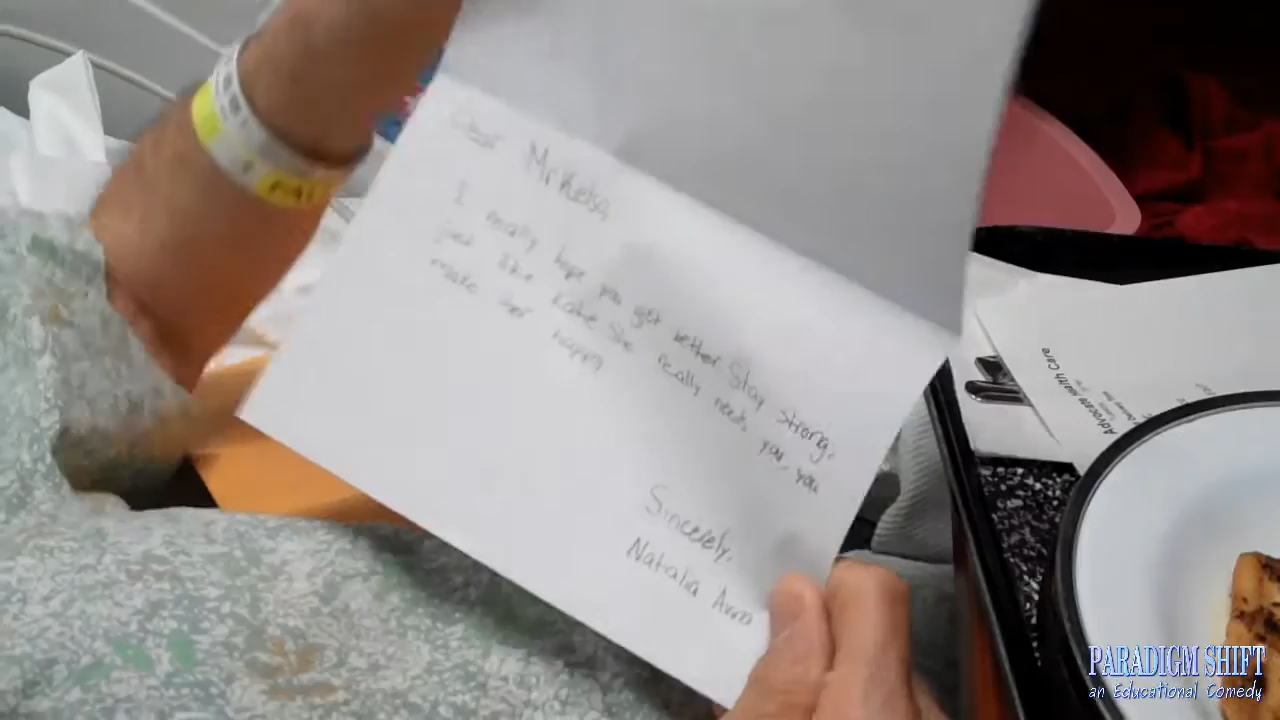 Dear Mr Kelsa,
I really hope you get better Stay strong,
just like Katie She really needs you, you
make her happy
Sincerely,
Natalia
Advocate Health Care
PARADIGM SHIFT
an Educational Comedy